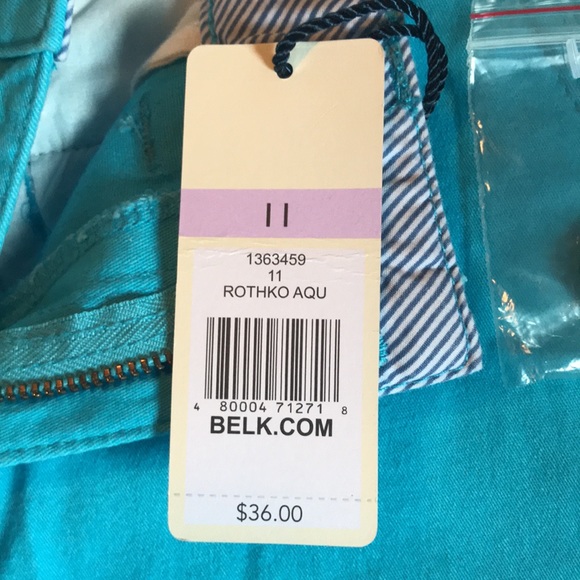 11
1363459
11
ROTHKO AQU
4 80004 71271 8
BELK.COM
$36.00